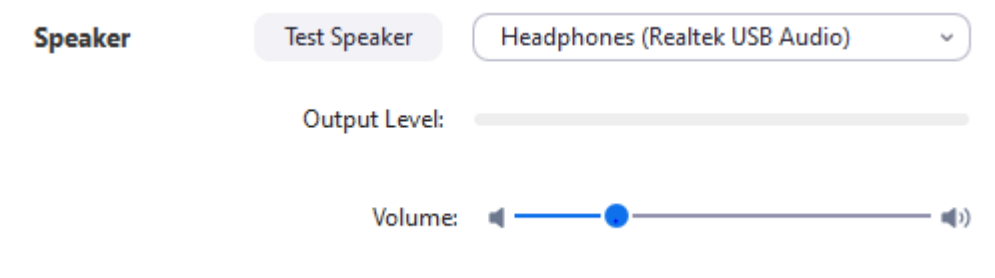 Speaker Test Speaker Headphones (Realtek USB Audio)
Output Level:
Volume: